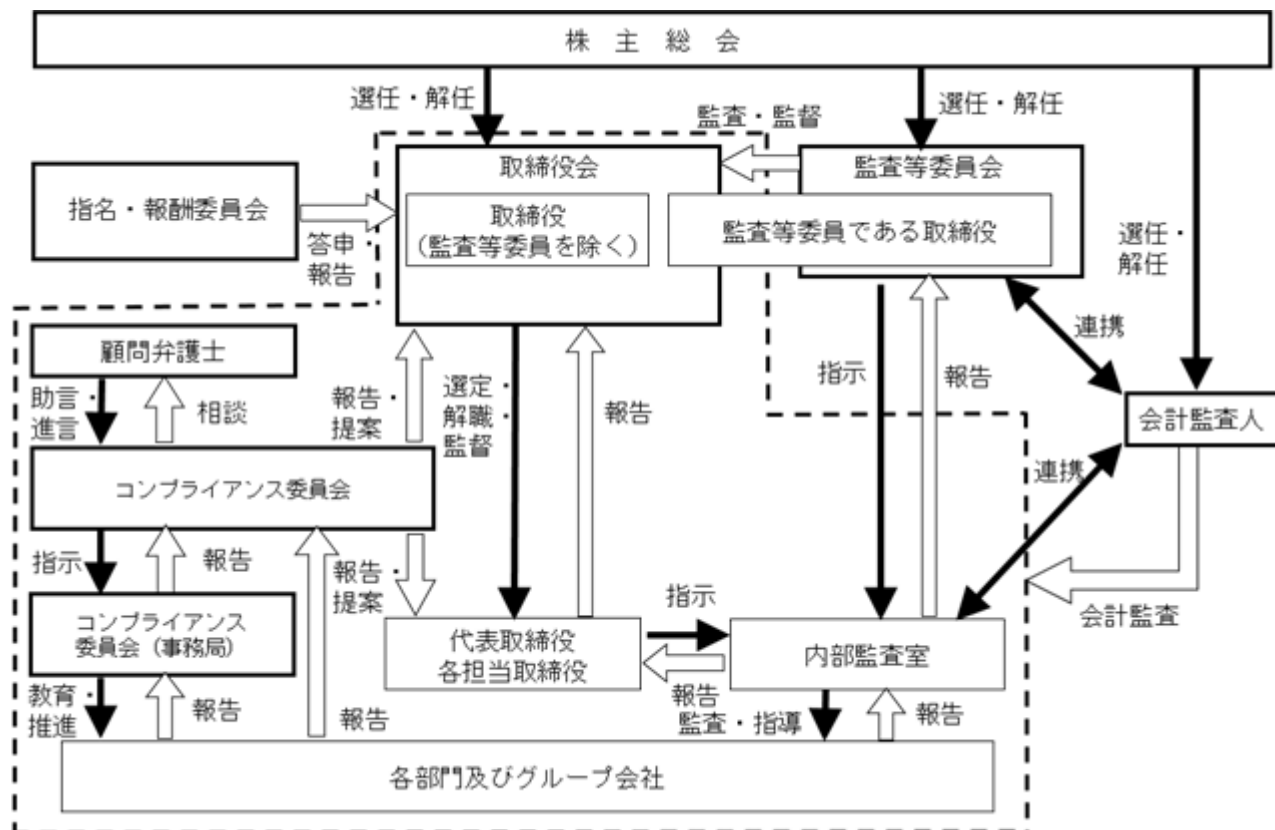 株 主 総 会
選任・解任
監査・監督
選任・解任
取締役会
監査等委員会
指名・報酬委員会
取締役
（監査等委員を除く）
監査等委員である取締役
選任・
解任
答申・
報告
連携
顧問弁護士
指示
報告
助言・
進言
相談
報告・
提案
選定・
解職・
監督
報告
会計監査人
連携
コンプライアンス委員会
指示
報告
報告・
提案
指示
会計監査
コンプライアンス
委員会（事務局）
代表取締役
各担当取締役
内部監査室
教育・
推進
報告
報告
報告
監査・指導
報告
各部門及びグループ会社